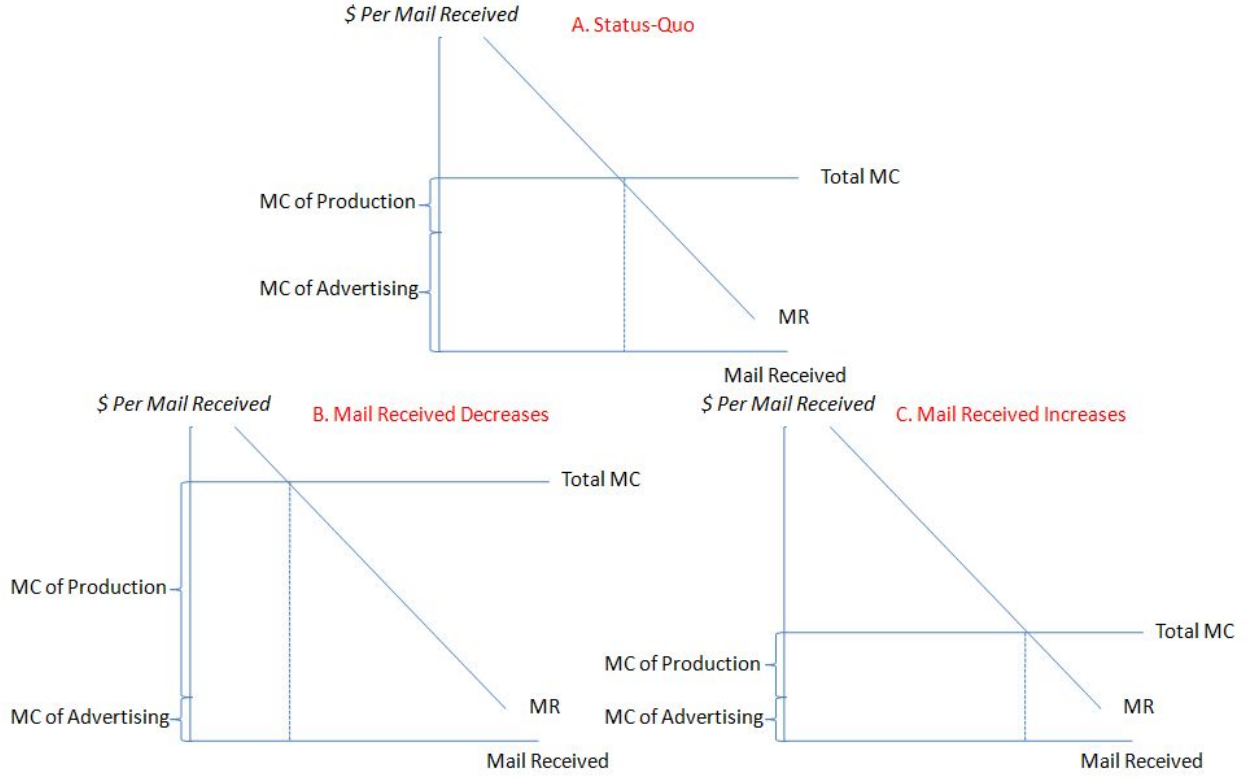 $ Per Mail Received
A. Status-Quo
Total MC
MC of Production
MC of Advertising
MR
Mail Received
$ Per Mail Received
B. Mail Received Decreases
Total MC
MC of Production
MC of Advertising
MR
Mail Received
$ Per Mail Received
C. Mail Received Increases
Total MC
MC of Production
MC of Advertising
MR
Mail Received